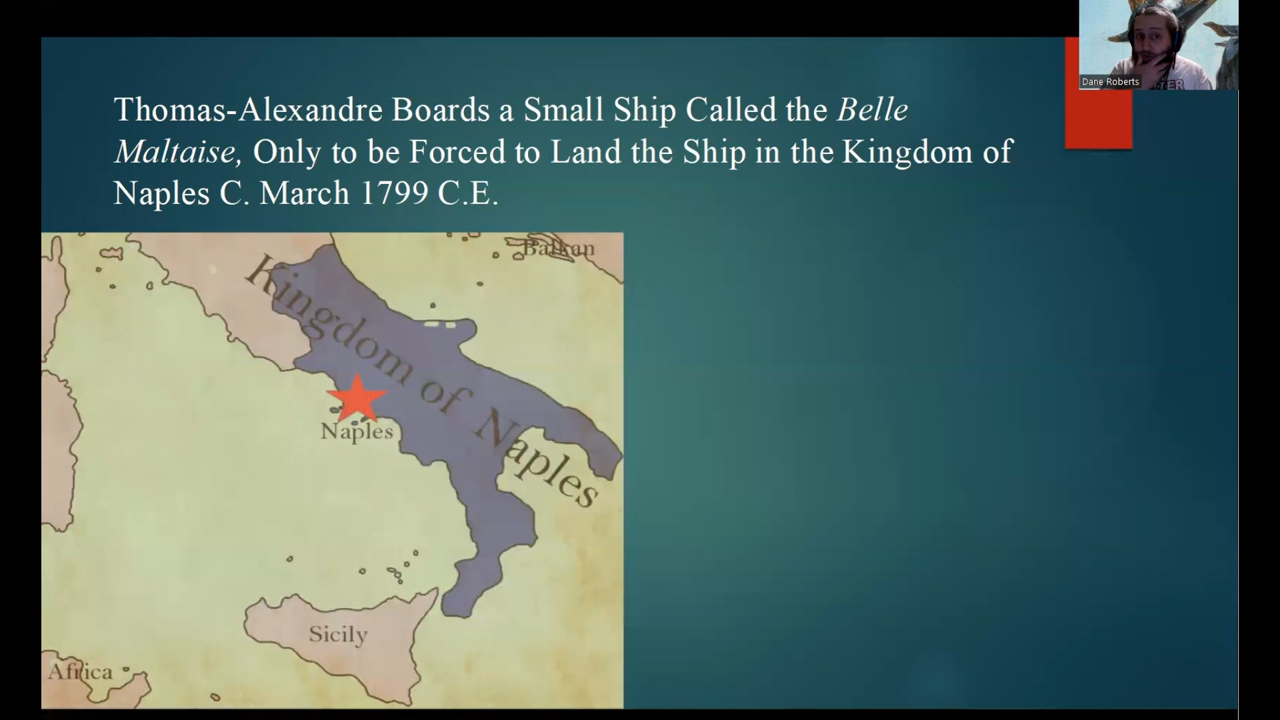 Thomas-Alexandre Boards a Small Ship Called the Belle
Maltaise, Only to be Forced to Land the Ship in the Kingdom of
Naples C. March 1799 C.E.
Dane Roberts
Balkan
Kingdom of Naples
Naples
Sicily
Africa